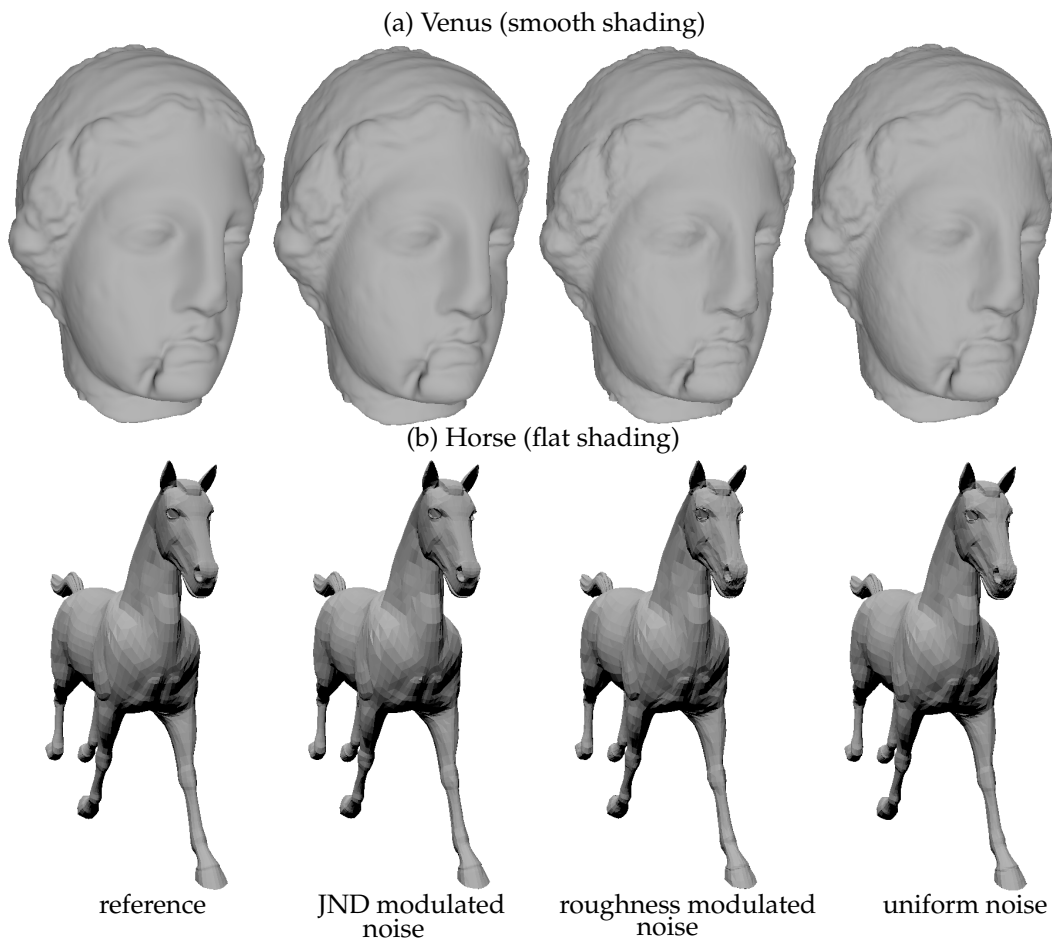 (a) Venus (smooth shading)
(b) Horse (flat shading)
reference
JND modulated
noise
roughness modulated
noise
uniform noise